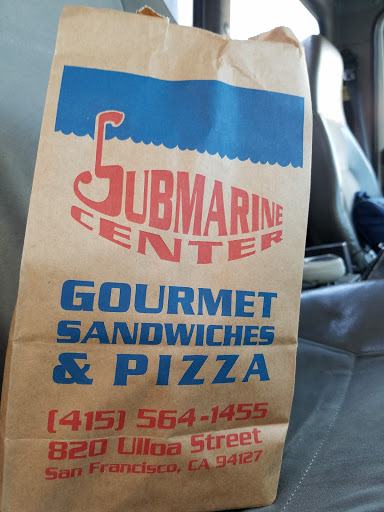 SUBMARINE
CENTER
GOURMET
SANDWICHES
& PIZZA
(415) 564-1455
820 Ulloa Street
San Francisco, CA 94127